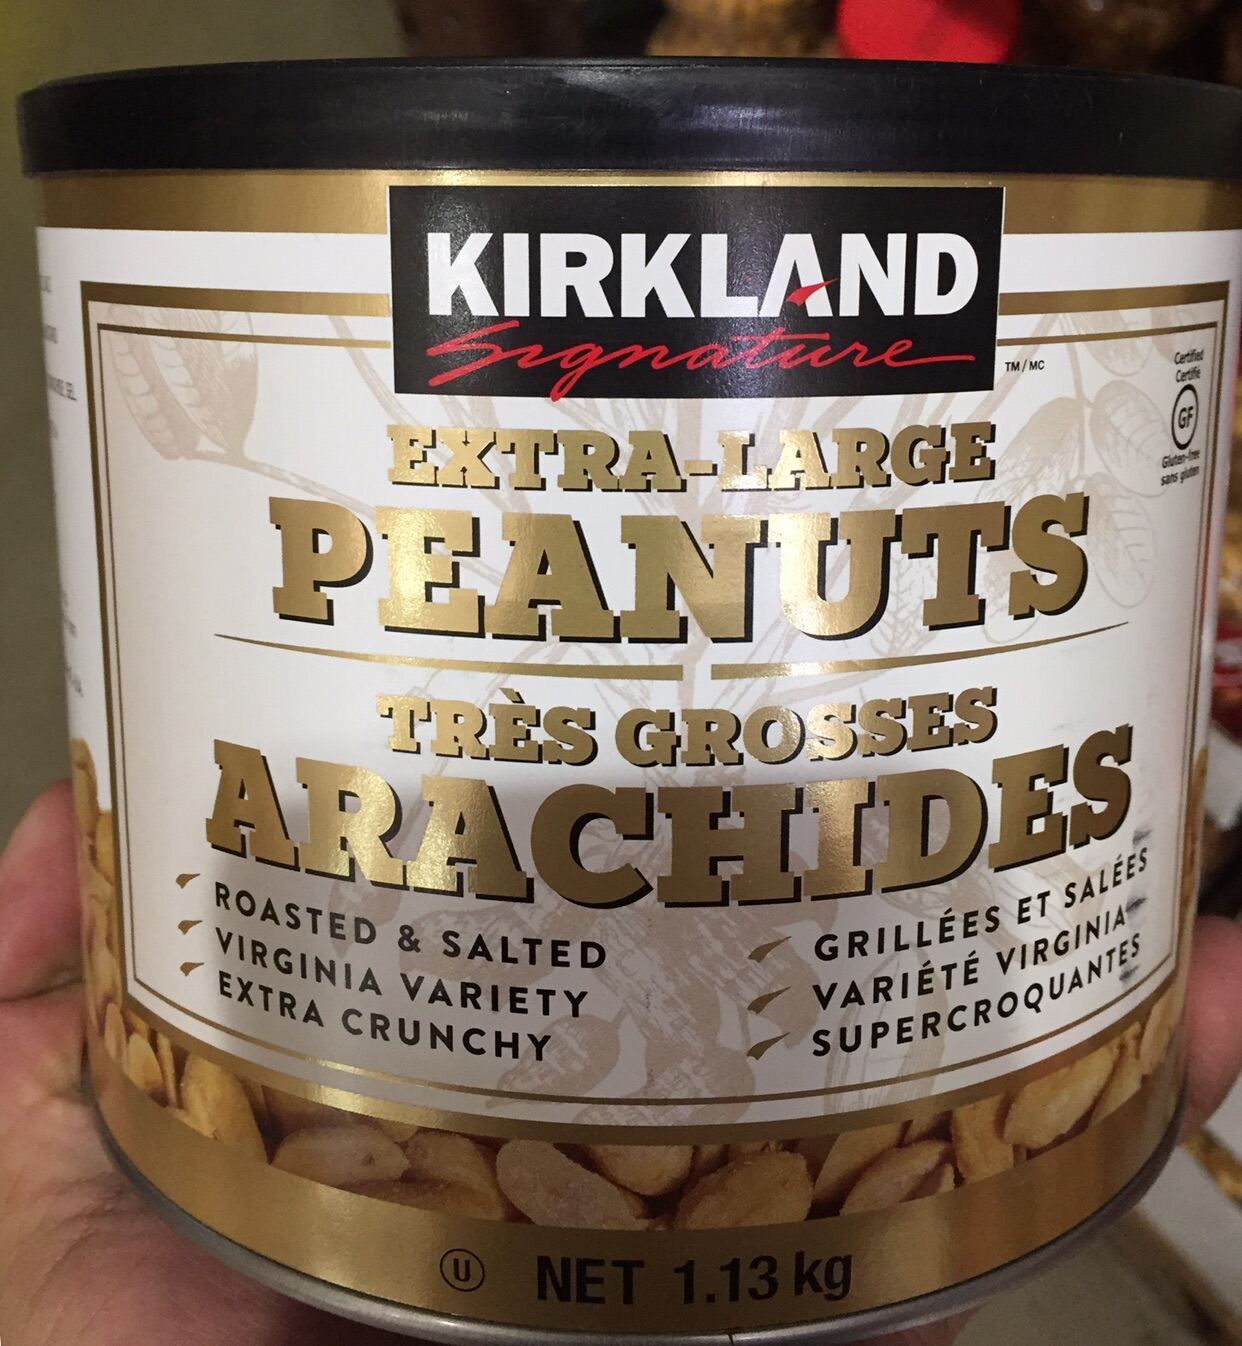 KIRKLAND
Signature
TM/MC
Certified
Certifié
GF
Gluten-free
sans gluten
EXTRA-LARGE
PEANUTS
TRÈS GROSSES
ARACHIDES
ROASTED & SALTED
VIRGINIA VARIETY
EXTRA CRUNCHY
GRILLÉES ET SALÉES
VARIÉTÉ VIRGINIA
SUPERCROQUANTES
U NET 1.13 kg